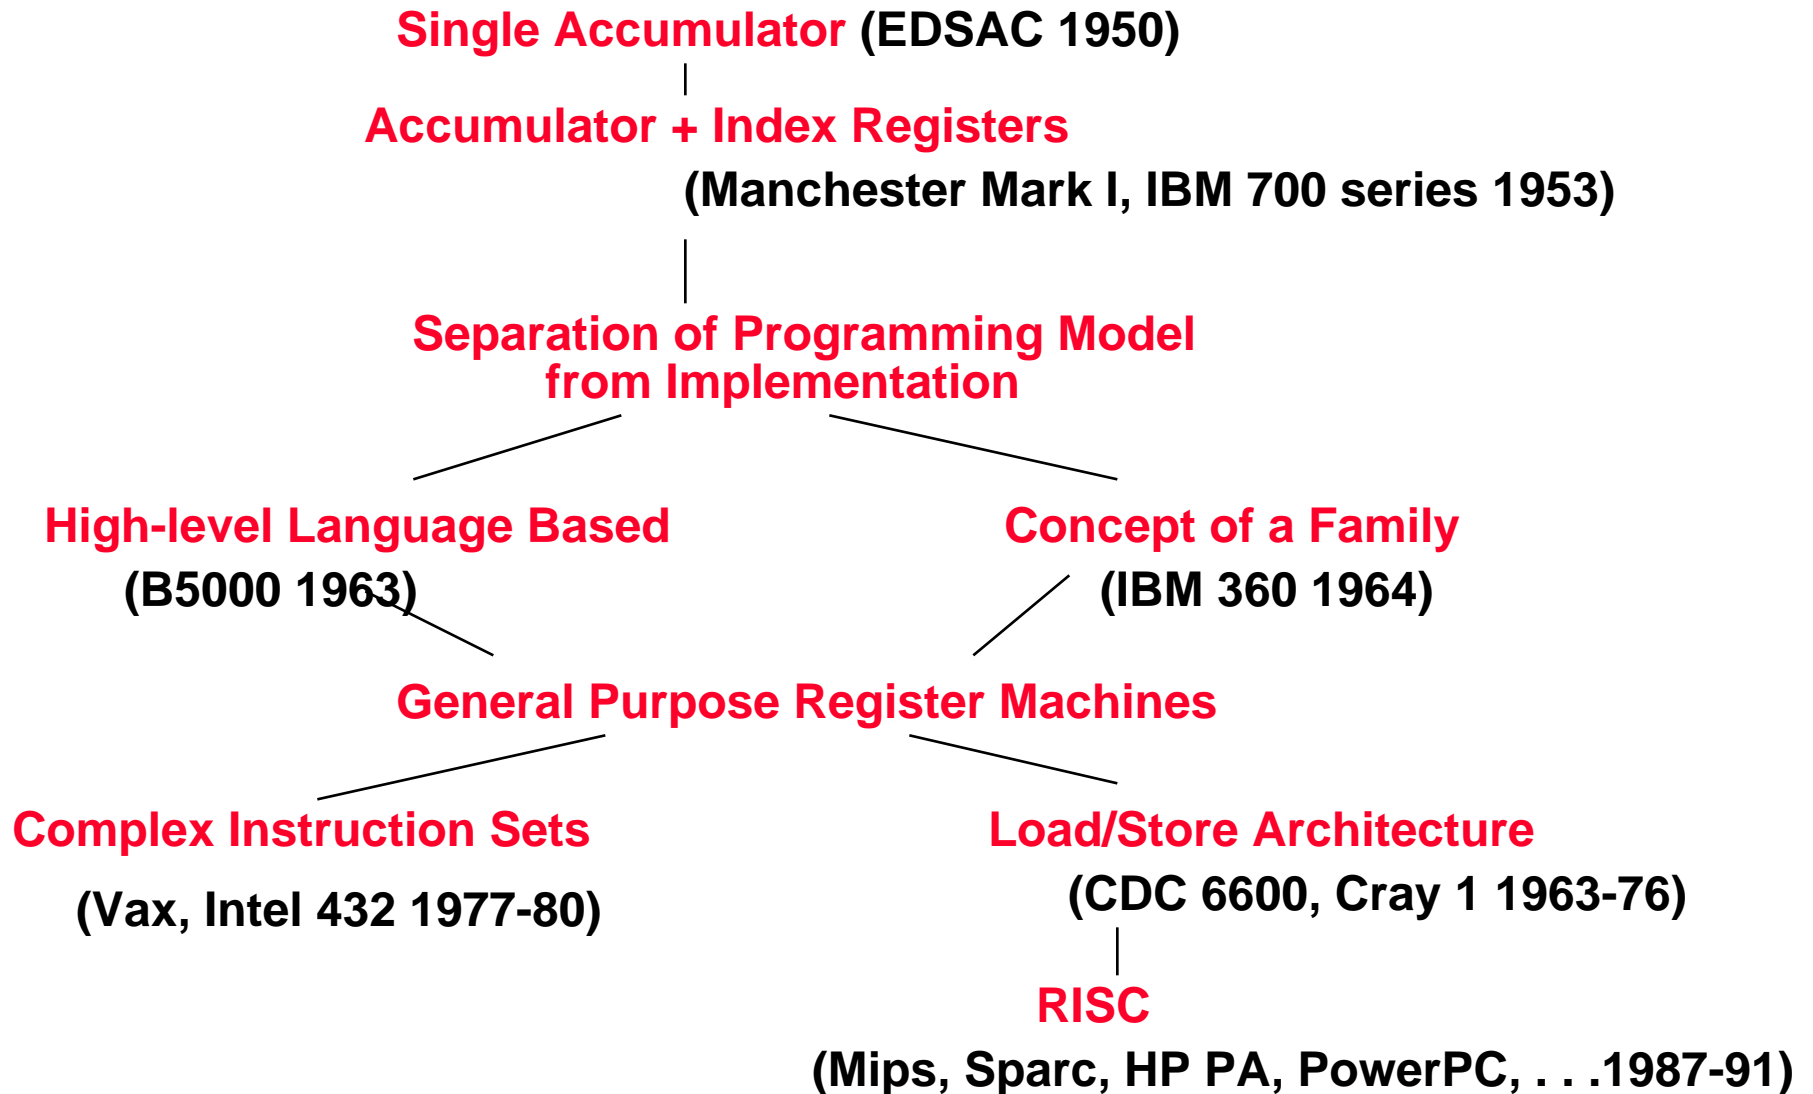 Single Accumulator (EDSAC 1950)
Accumulator + Index Registers
(Manchester Mark I, IBM 700 series 1953)
Separation of Programming Model
from Implementation
High-level Language Based
(B5000 1963)
Concept of a Family
(IBM 360 1964)
General Purpose Register Machines
Complex Instruction Sets
(Vax, Intel 432 1977-80)
Load/Store Architecture
(CDC 6600, Cray 1 1963-76)
RISC
(Mips, Sparc, HP PA, PowerPC, . . .1987-91)